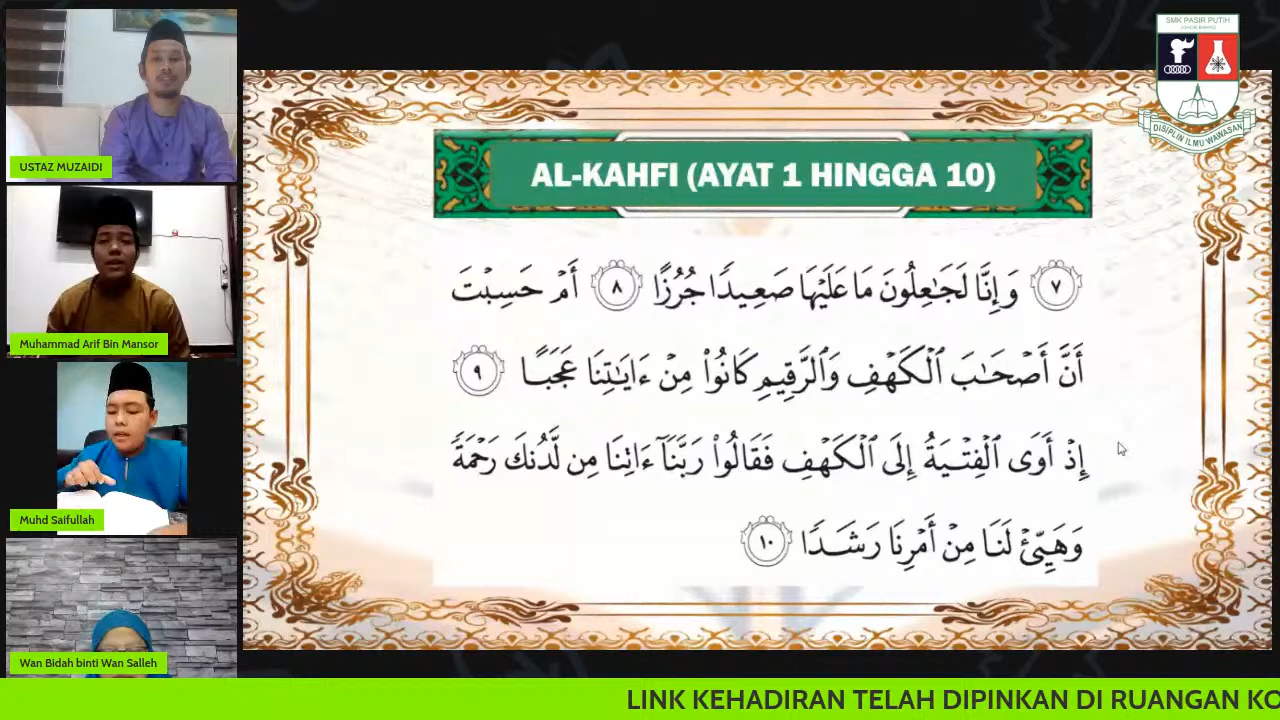 USTAZ MUZAIDI
Muhammad Arif Bin Mansor
Muhd Saifullah
Wan Bidah binti Wan Salleh
SMK PASIR PUTIH
DISIPLIN ILMU WAWASAN
AL-KAHFI (AYAT 1 HINGGA 10)
٧ وَإِنَّا لَجَٰعِلُونَ مَا عَلَيۡهَا صَعِيدٗا جُرُزًا ٨ أَمۡ حَسِبۡتَ
أَنَّ أَصۡحَٰبَ ٱلۡكَهۡفِ وَٱلرَّقِيمِ كَانُواْ مِنۡ ءَايَٰتِنَا عَجَبًا ٩
إِذۡ أَوَى ٱلۡفِتۡيَةُ إِلَى ٱلۡكَهۡفِ فَقَالُواْ رَبَّنَآ ءَاتِنَا مِن لَّدُنكَ رَحۡمَةٗ
وَهَيِّئۡ لَنَا مِنۡ أَمۡرِنَا رَشَدٗا ١٠
LINK KEHADIRAN TELAH DIPINKAN DI RUANGAN KO